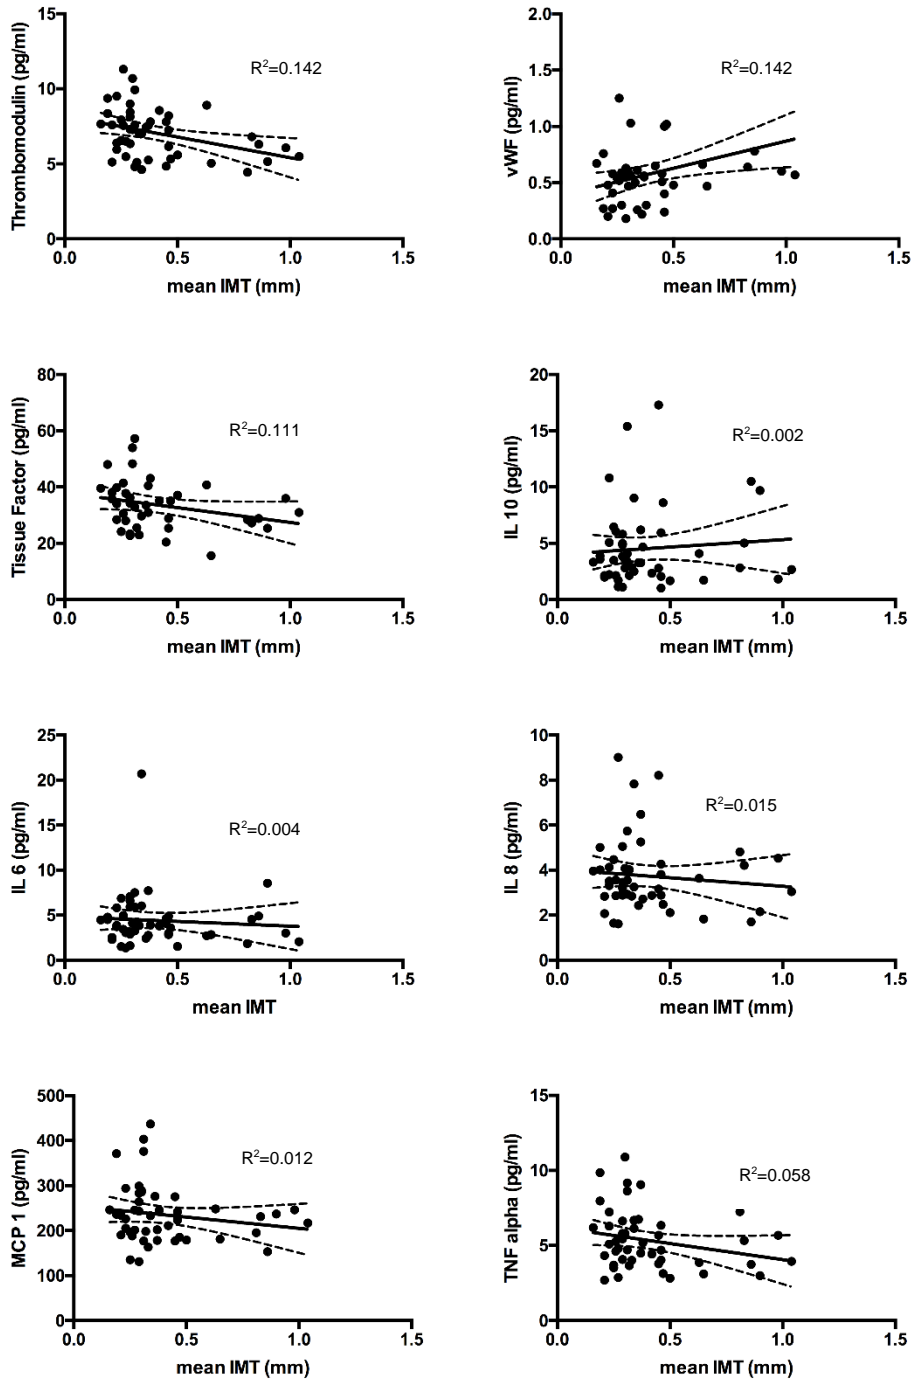 Thrombomodulin (pg/ml)
15
10
5
0
0.0 0.5 1.0 1.5
mean IMT (mm)
R²=0.142
vWF (pg/ml)
2.0
1.5
1.0
0.5
0.0
0.0 0.5 1.0 1.5
mean IMT (mm)
R²=0.142
Tissue Factor (pg/ml)
80
60
40
20
0
0.0 0.5 1.0 1.5
mean IMT (mm)
R²=0.111
IL 10 (pg/ml)
20
15
10
5
0
0.0 0.5 1.0 1.5
mean IMT (mm)
R²=0.002
IL 6 (pg/ml)
25
20
15
10
5
0
0.0 0.5 1.0 1.5
mean IMT
R²=0.004
IL 8 (pg/ml)
10
8
6
4
2
0
0.0 0.5 1.0 1.5
mean IMT (mm)
R²=0.015
MCP 1 (pg/ml)
500
400
300
200
100
0
0.0 0.5 1.0 1.5
mean IMT (mm)
R²=0.012
TNF alpha (pg/ml)
15
10
5
0
0.0 0.5 1.0 1.5
mean IMT (mm)
R²=0.058